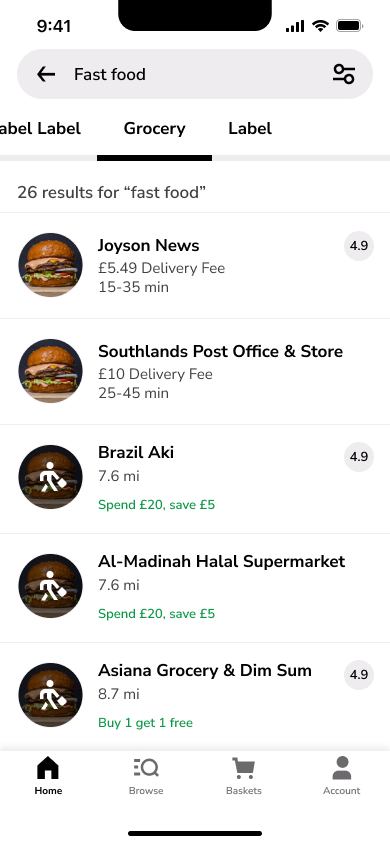 9:41
Fast food
abel Label
Grocery
Label
26 results for “fast food”
Joyson News
4.9
£5.49 Delivery Fee
15-35 min
Southlands Post Office & Store
£10 Delivery Fee
25-45 min
Brazil Aki
4.9
7.6 mi
Spend £20, save £5
Al-Madinah Halal Supermarket
7.6 mi
Spend £20, save £5
Asiana Grocery & Dim Sum
4.9
8.7 mi
Buy 1 get 1 free
Home
Browse
Baskets
Account